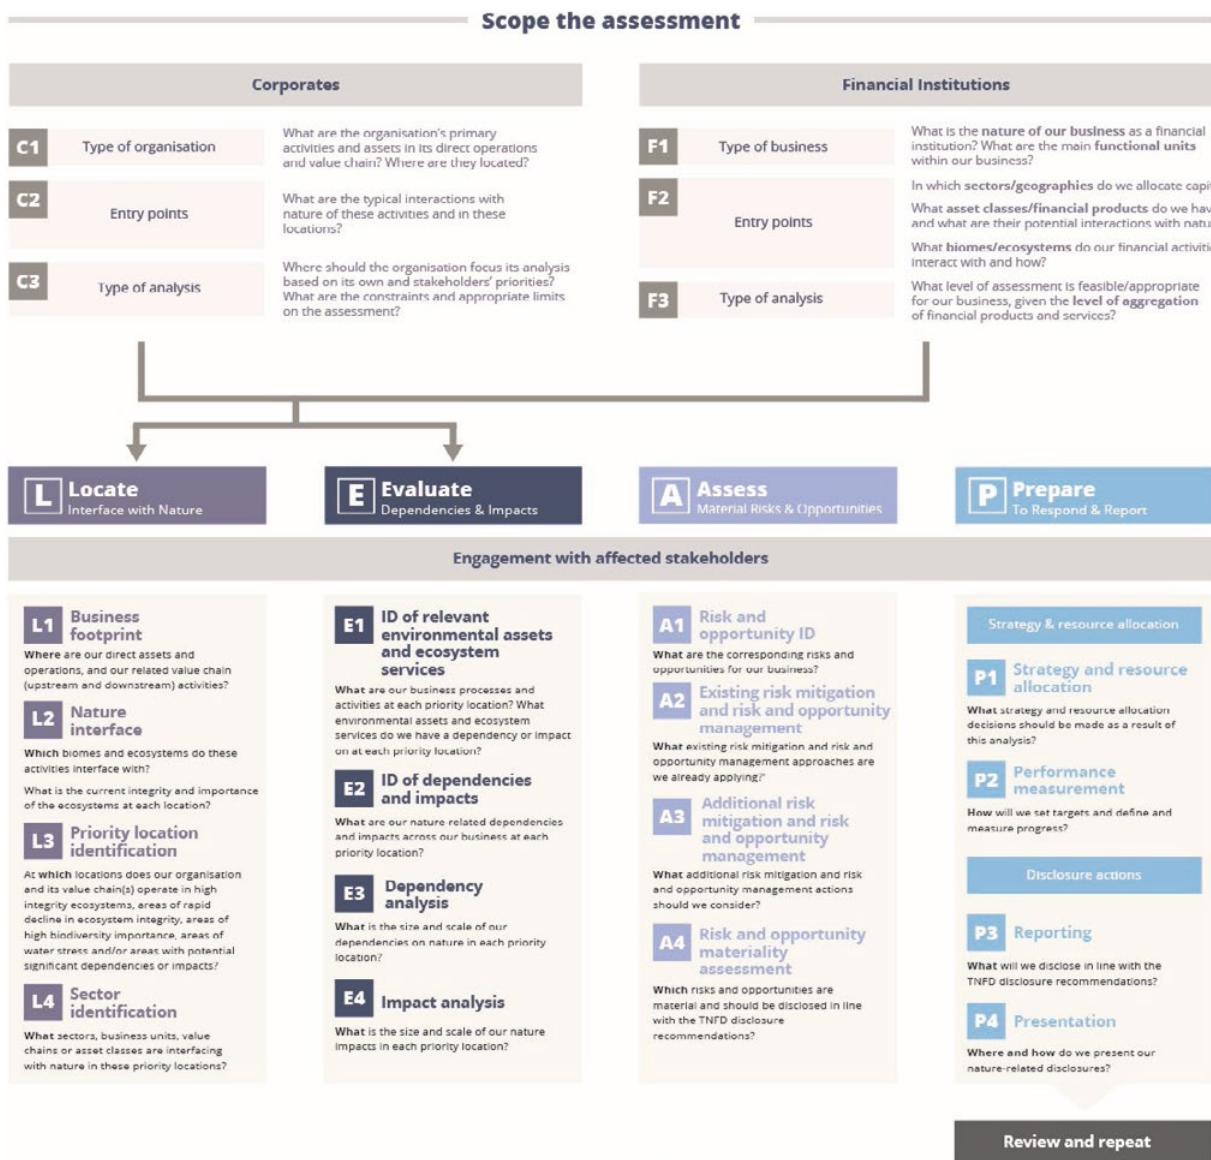 Scope the assessment
Corporates
C1
Type of organisation
What are the organisation's primary
activities and assets in its direct operations
and value chain? Where are they located?
C2
Entry points
What are the typical interactions with
nature of these activities and in these
locations?
C3
Type of analysis
Where should the organisation focus its analysis
based on its own and stakeholders' priorities?
What are the constraints and appropriate limits
on the assessment?
Financial Institutions
F1
Type of business
What is the nature of our business as a financial
institution? What are the main functional units
within our business?
F2
Entry points
In which sectors/geographies do we allocate
What asset classes/financial products do we
and what are their potential interactions with
What biomes/ecosystems do our financial
interact with and how?
F3
Type of analysis
What level of assessment is feasible/appropriate
for our business, given the level of aggregation
of financial products and services?
L Locate
Interface with Nature
E Evaluate
Dependencies & Impacts
A Assess
Material Risks & Opportunities
P Prepare
To Respond & Report
Engagement with affected stakeholders
L1 Business
footprint
Where are our direct assets and
operations, and our related value chain
(upstream and downstream) activities?
L2 Nature
interface
Which biomes and ecosystems do these
activities interface with?
What is the current integrity and importance
of the ecosystems at each location?
L3 Priority location
identification
At which locations does our organisation
and its value chain(s) operate in high
integrity ecosystems, areas of rapid
decline in ecosystem integrity, areas of
high biodiversity importance, areas of
water stress and/or areas with potential
significant dependencies or impacts?
L4 Sector
identification
What sectors, business units, value
chains or asset classes are interfacing
with nature in these priority locations?
E1 ID of relevant
environmental assets
and ecosystem
services
What are our business processes and
activities at each priority location? What
environmental assets and ecosystem
services do we have a dependency or impact
on at each priority location?
E2 ID of dependencies
and impacts
What are our nature related dependencies
and impacts across our business at each
priority location?
E3 Dependency
analysis
What is the size and scale of our
dependencies on nature in each priority
location?
E4 Impact analysis
What is the size and scale of our nature
impacts in each priority location?
A1 Risk and
opportunity ID
What are the corresponding risks and
opportunities for our business?
A2 Existing risk mitigation
and risk and opportunity
management
What existing risk mitigation and risk and
opportunity management approaches are
we already applying?'
A3 Additional risk
mitigation and risk
and opportunity
management
What additional risk mitigation and risk
and opportunity management actions
should we consider?
A4 Risk and opportunity
materiality
assessment
Which risks and opportunities are
material and should be disclosed in line
with the TNFD disclosure
recommendations?
Strategy & resource allocation
P1 Strategy and resource
allocation
What strategy and resource allocation
decisions should be made as a result of
this analysis?
P2 Performance
measurement
How will we set targets and define and
measure progress?
Disclosure actions
P3 Reporting
What will we disclose in line with the
TNFD disclosure recommendations?
P4 Presentation
Where and how do we present our
nature-related disclosures?
Review and repeat